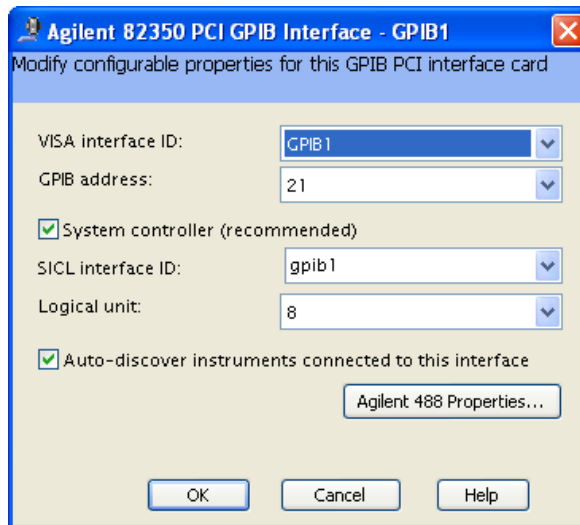 Agilent 82350 PCI GPIB Interface - GPIB1
Modify configurable properties for this GPIB PCI interface card
VISA interface ID: GPIB1
GPIB address: 21
System controller (recommended)
SICL interface ID: gpib1
Logical unit: 8
Auto-discover instruments connected to this interface
Agilent 488 Properties...
OK Cancel Help